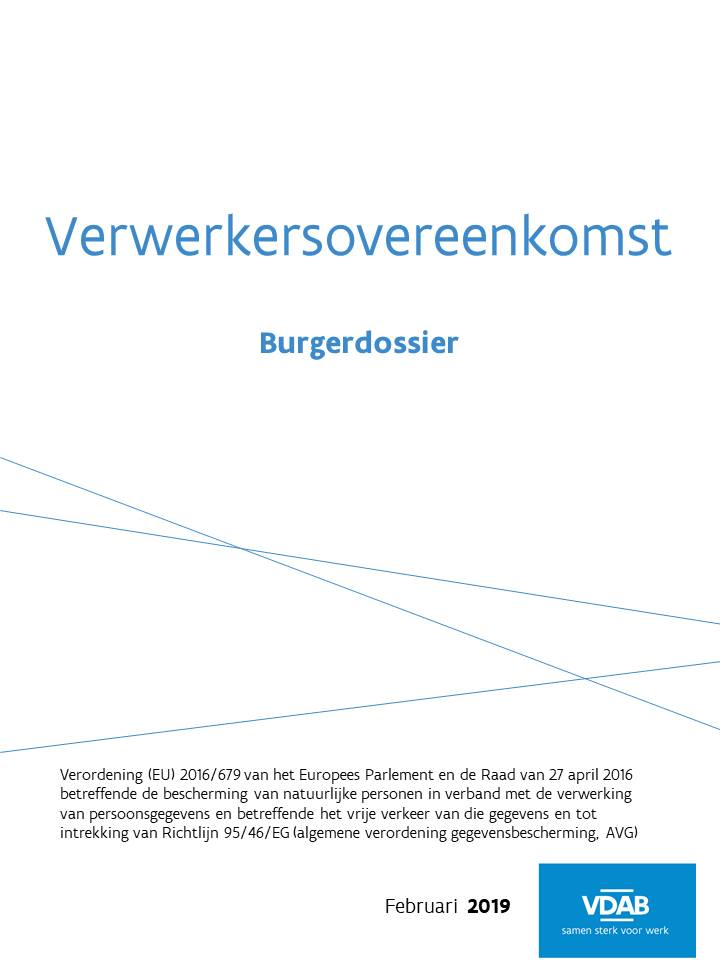 Verwerkersovereenkomst
Burgerdossier
Verordening (EU) 2016/679 van het Europees Parlement en de Raad van 27 april 2016
betreffende de bescherming van natuurlijke personen in verband met de verwerking
van persoonsgegevens en betreffende het vrije verkeer van die gegevens en tot
intrekking van Richtlijn 95/46/EG (algemene verordening gegevensbescherming, AVG)
Februari 2019
VDAB
samen sterk voor werk